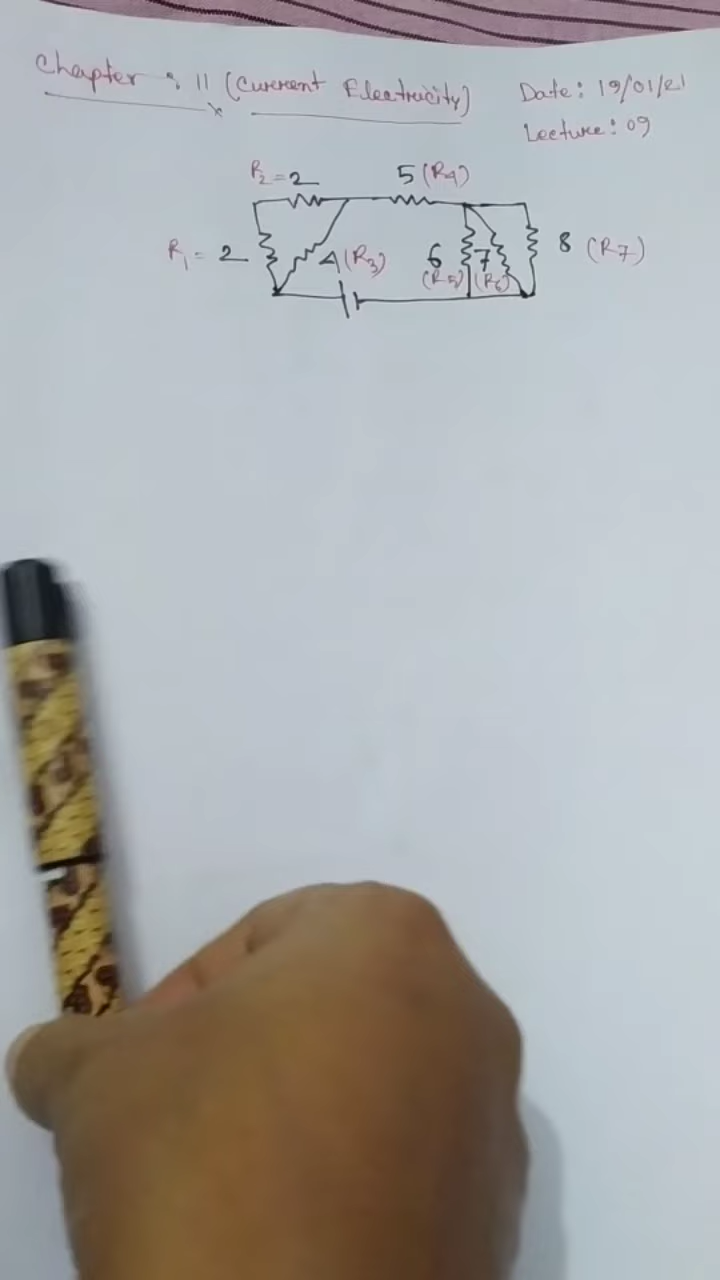 Chapter : 11 (Current Electricity)
Date: 19/01/21
Lecture: 09
R2 = 2
5 (R4)
R1 = 2
4 (R3)
6 (R5)
7 (R6)
8 (R7)